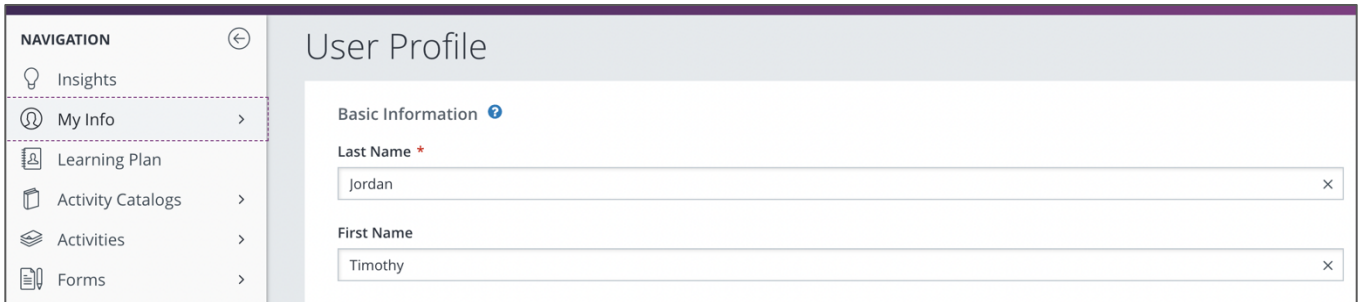 NAVIGATION
Insights
My Info
Learning Plan
Activity Catalogs
Activities
Forms
User Profile
Basic Information ?
Last Name *
Jordan
First Name
Timothy